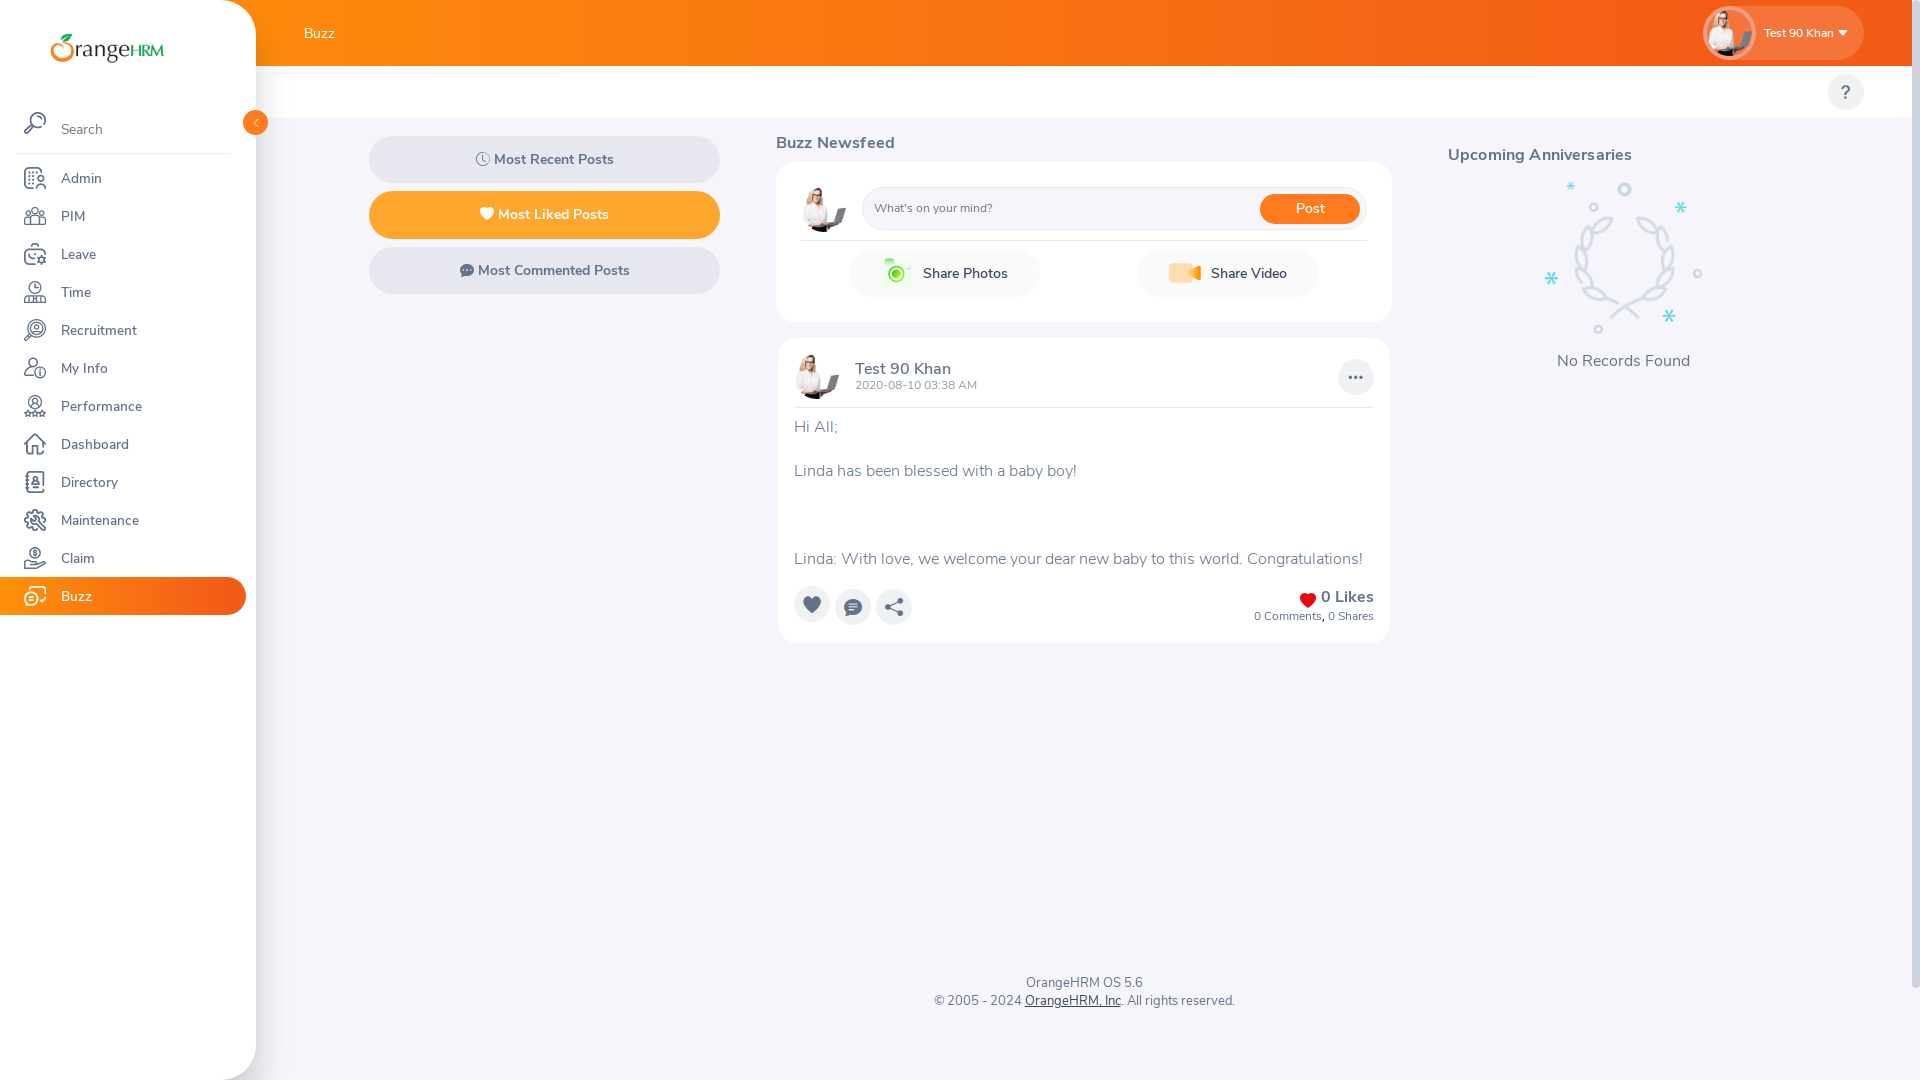 OrangeHRM
Search
Admin
PIM
Leave
Time
Recruitment
My Info
Performance
Dashboard
Directory
Maintenance
Claim
Buzz
Buzz
Test 90 Khan
?
Most Recent Posts
Most Liked Posts
Most Commented Posts
Buzz Newsfeed
What's on your mind?
Post
Share Photos
Share Video
Test 90 Khan
2020-08-10 03:38 AM
Hi All;
Linda has been blessed with a baby boy!
Linda: With love, we welcome your dear new baby to this world. Congratulations!
0 Likes
0 Comments, 0 Shares
Upcoming Anniversaries
No Records Found
OrangeHRM OS 5.6
© 2005 - 2024 OrangeHRM, Inc. All rights reserved.